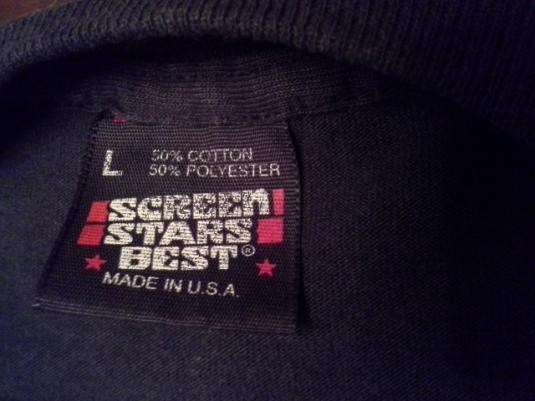 L
50% COTTON
50% POLYESTER
SCREEN
STARS
BEST®
MADE IN U.S.A.